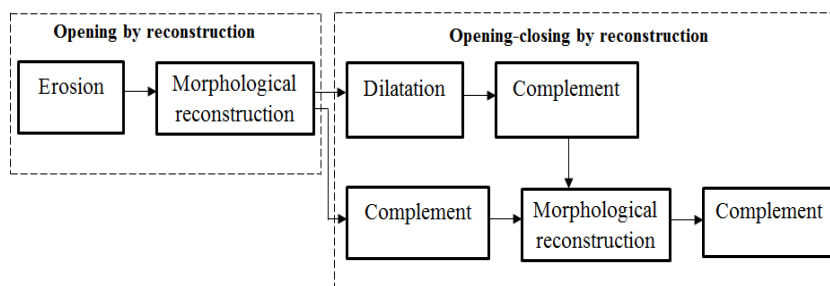 Opening by reconstruction
Erosion
Morphological
reconstruction
Opening-closing by reconstruction
Dilatation
Complement
Complement
Morphological
reconstruction
Complement